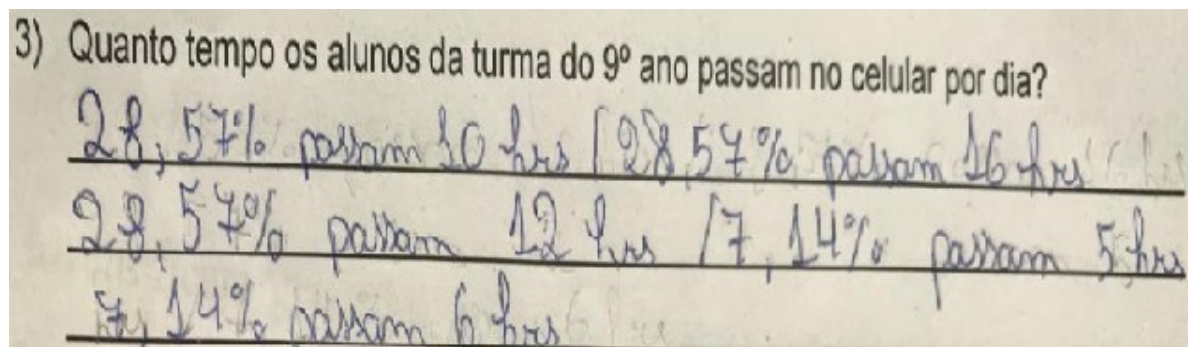 3) Quanto tempo os alunos da turma do 9º ano passam no celular por dia?
28,57% passam 10 hrs / 28,57% passam 16 hrs
28,57% passam 12 hrs / 7,14% passam 5 hrs
7,14% passam 6 hrs